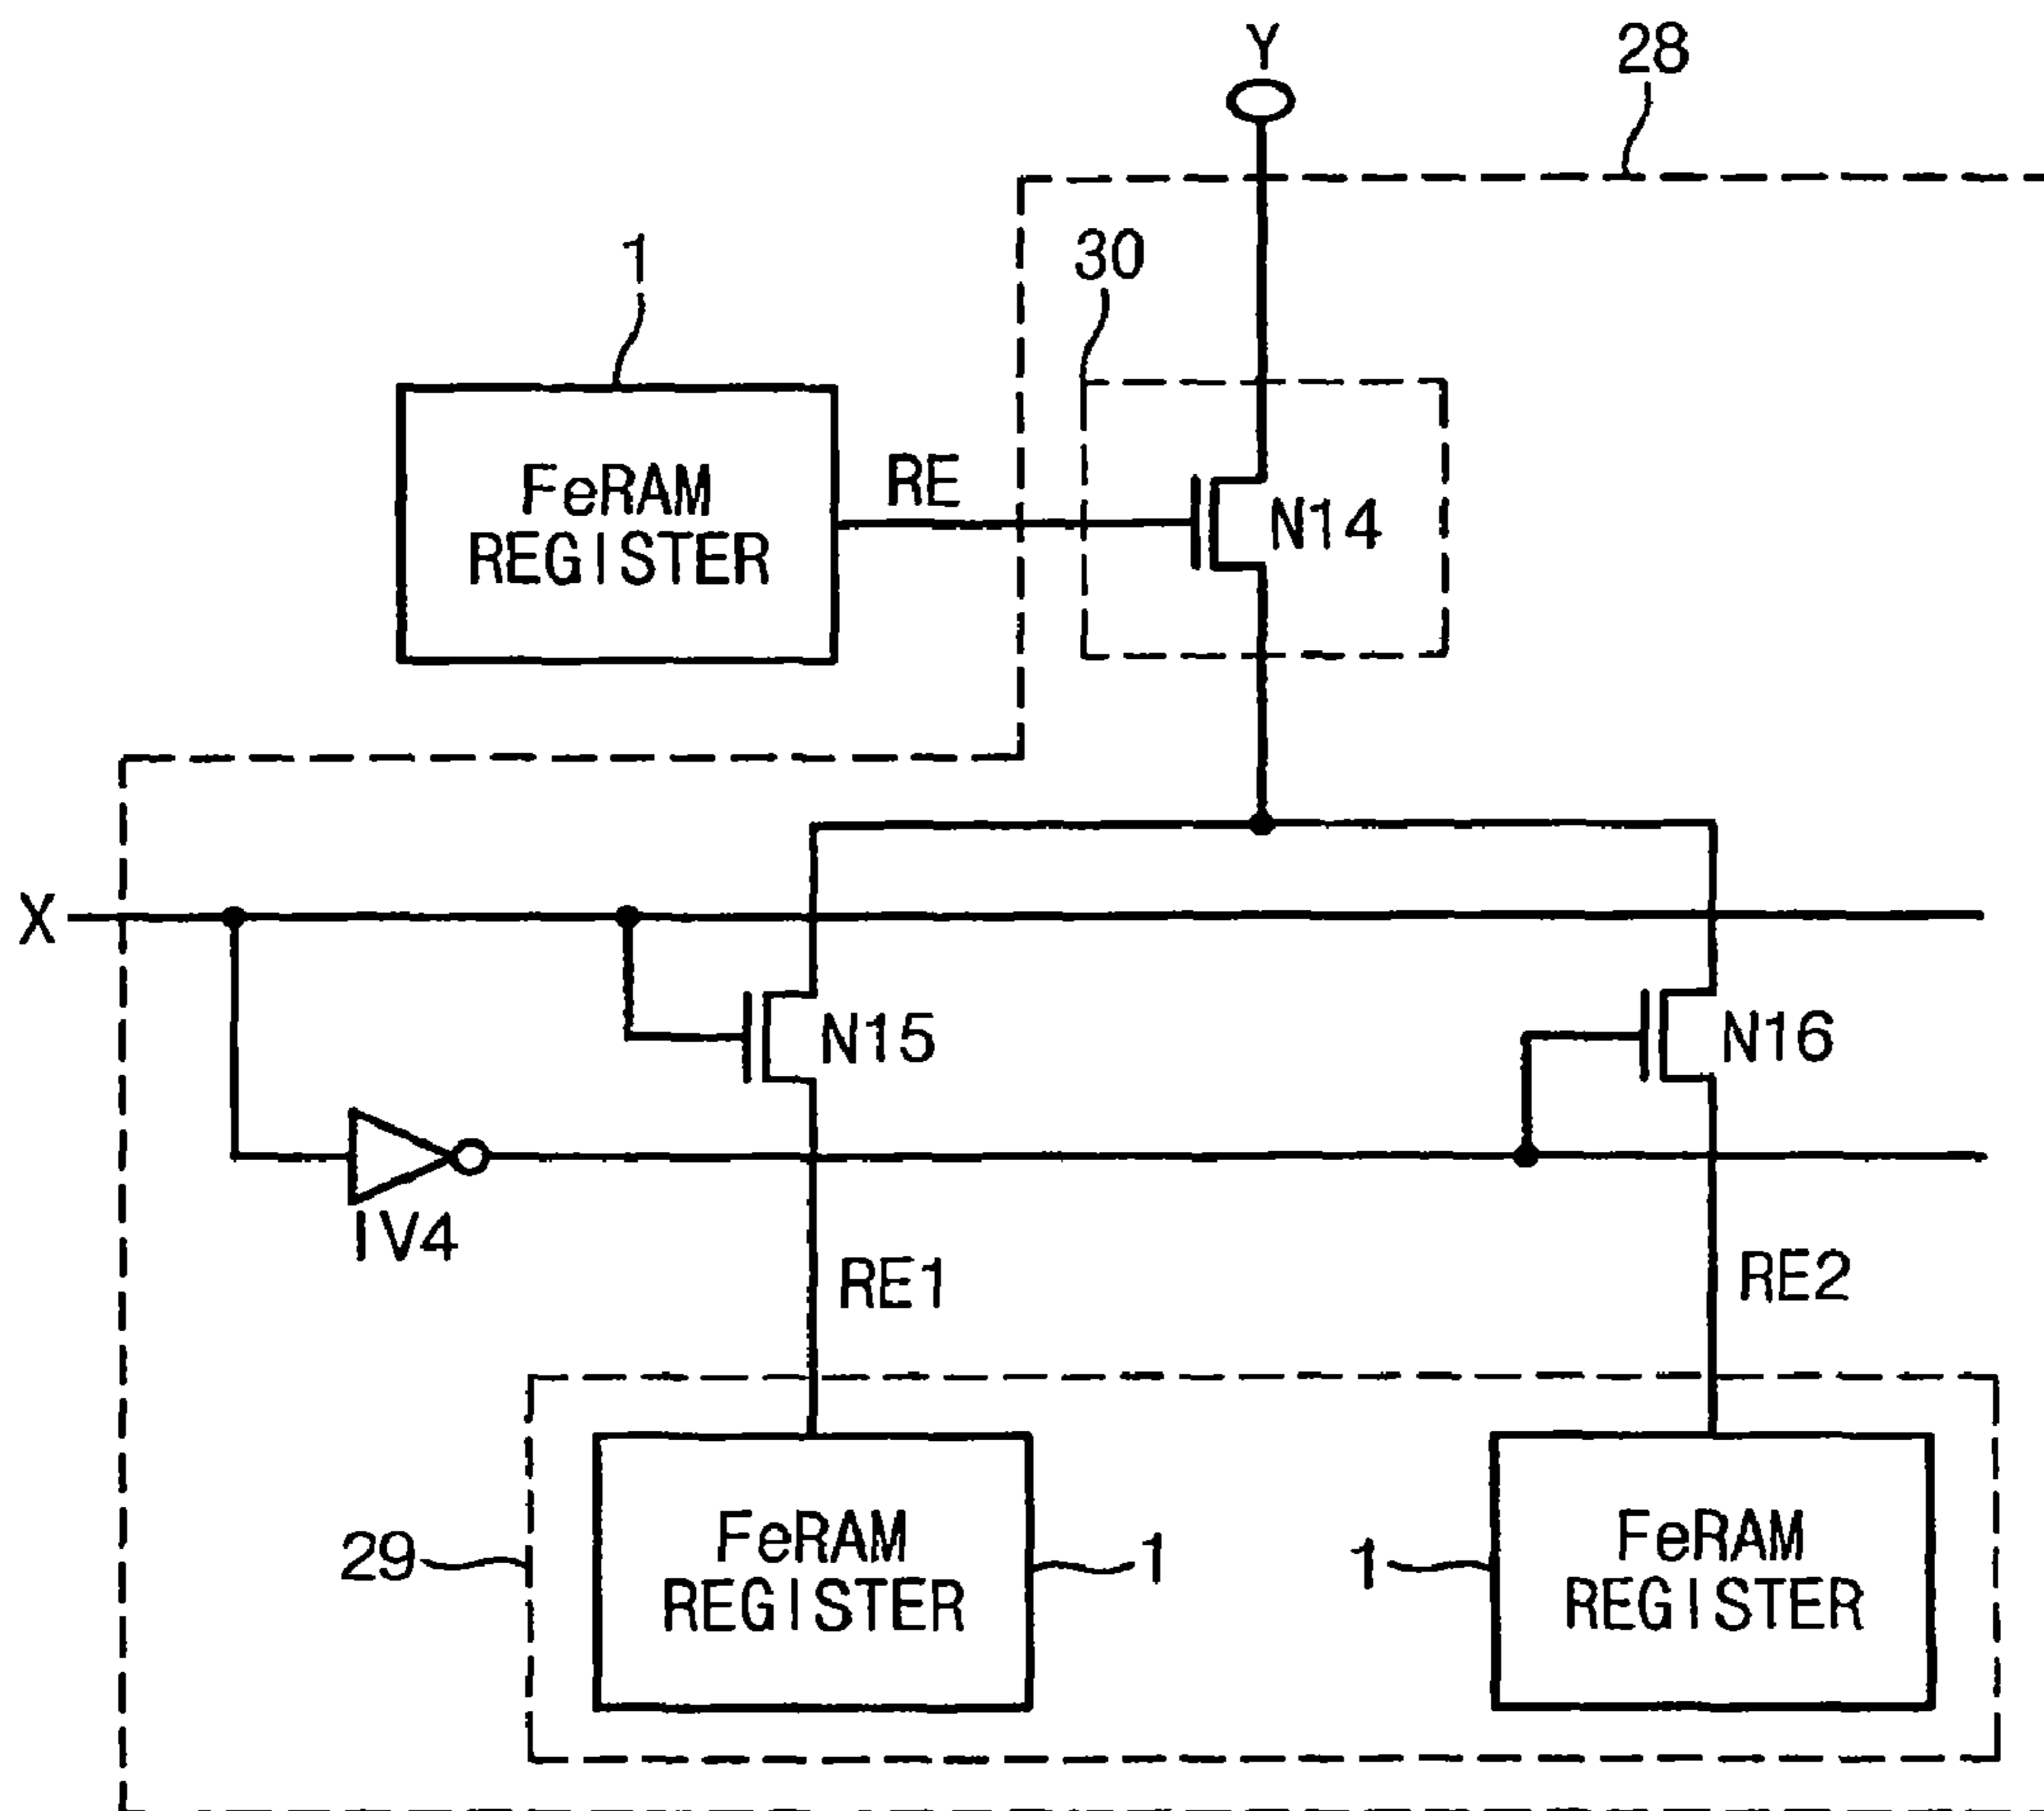 Y
28
30
1
FeRAM
REGISTER
RE
N14
X
N15
N16
IV4
RE1
RE2
29
FeRAM
REGISTER
1
1
FeRAM
REGISTER